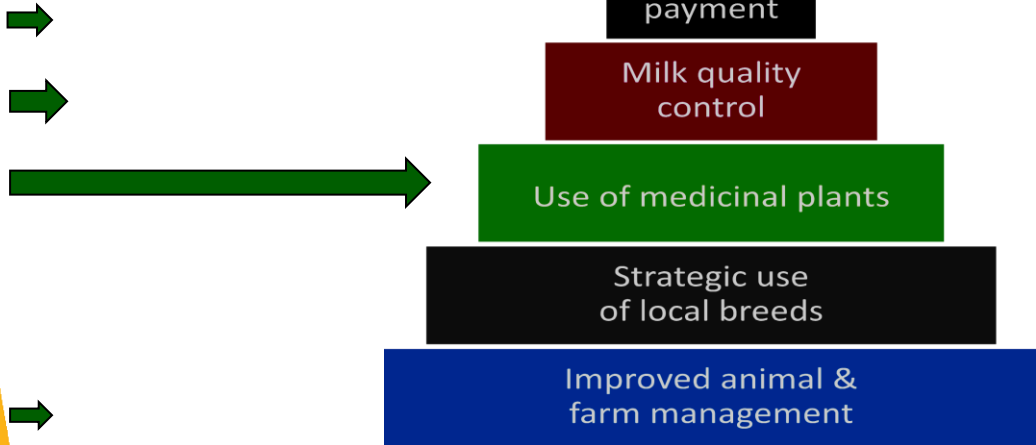 payment
Milk quality
control
Use of medicinal plants
Strategic use
of local breeds
Improved animal &
farm management